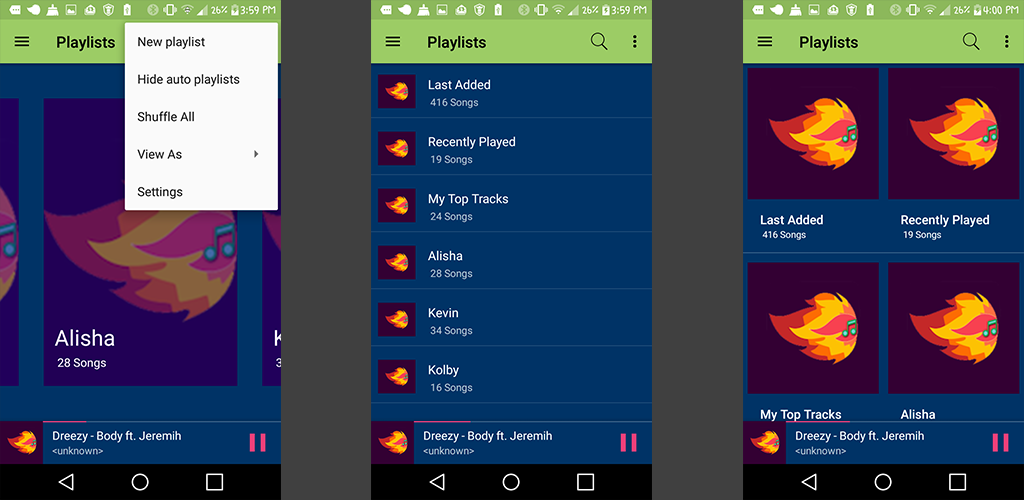 26% 3:59 PM
Playlists
New playlist
Hide auto playlists
Shuffle All
View As
Settings
Alisha
28 Songs
K
3
Dreezy - Body ft. Jeremih
<unknown>
26% 3:59 PM
Playlists
Last Added
416 Songs
Recently Played
19 Songs
My Top Tracks
24 Songs
Alisha
28 Songs
Kevin
34 Songs
Kolby
16 Songs
Dreezy - Body ft. Jeremih
<unknown>
26% 4:00 PM
Playlists
Last Added
416 Songs
Recently Played
19 Songs
My Top Tracks
Alisha
Dreezy - Body ft. Jeremih
<unknown>